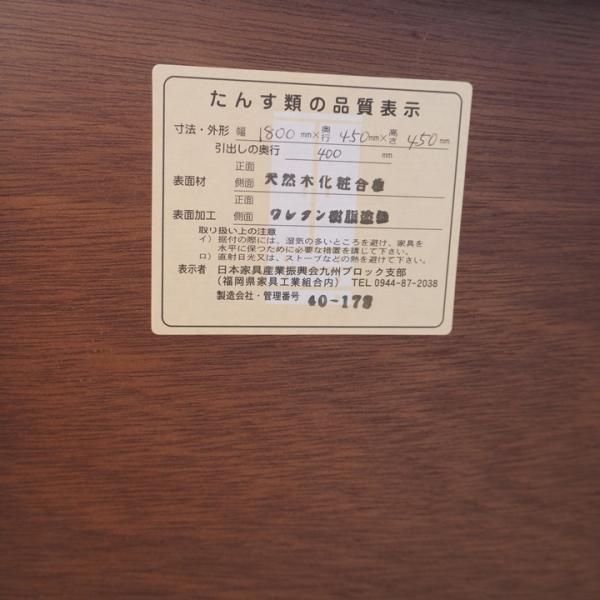 たんす類の品質表示
寸法・外形 幅 1800 mm×奥行 450mm×高さ 450mm
引出しの奥行 400 mm
正面
表面材 側面 天然木化粧合板
正面
表面加工 側面 ウレタン樹脂塗装
取り扱い上の注意
イ）据付の際には、湿気の多いところを避け、家具を
水平に保つために必要な措置を講じて下さい。
ロ）直射日光又は、ストーブなどの熱を避けて下さい。
表示者 日本家具産業振興会九州ブロック支部
（福岡県家具工業組合内） TEL 0944-87-2038
製造会社・管理番号 40-178